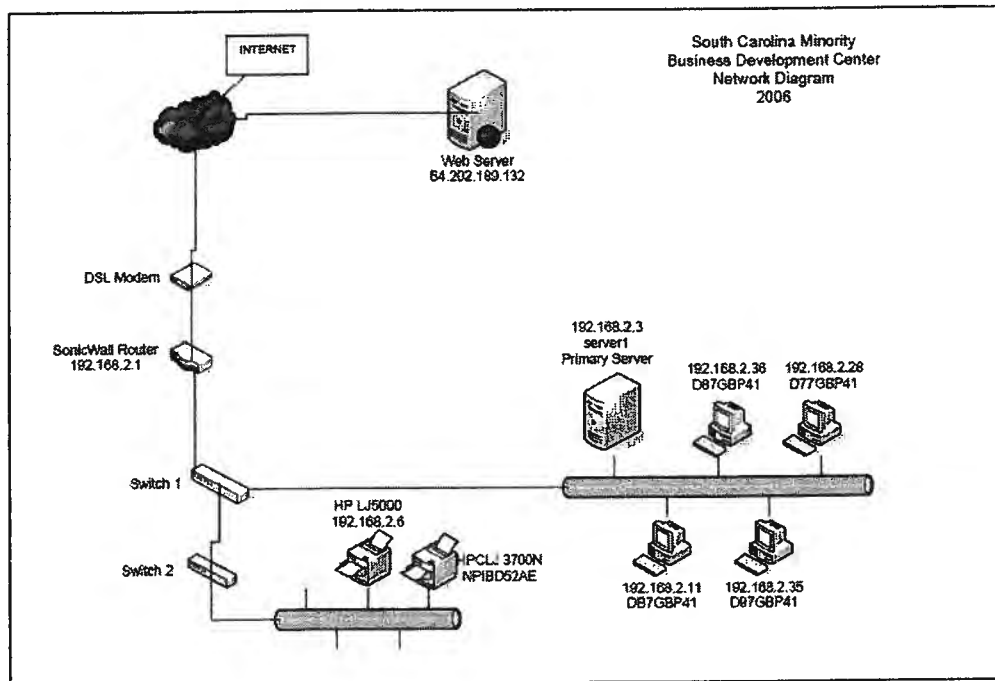 INTERNET
South Carolina Minority
Business Development Center
Network Diagram
2006
Web Server
64.202.189.132
DSL Modem
SonicWall Router
192.168.2.1
192.168.2.3
server1
Primary Server
192.168.2.36
D87GBP41
192.168.2.28
D77GBP41
Switch 1
HP LJ5000
192.168.2.6
HPCLJ 3700N
NPIBD52AE
Switch 2
192.168.2.11
DB7GBP41
192.168.2.35
D97GBP41